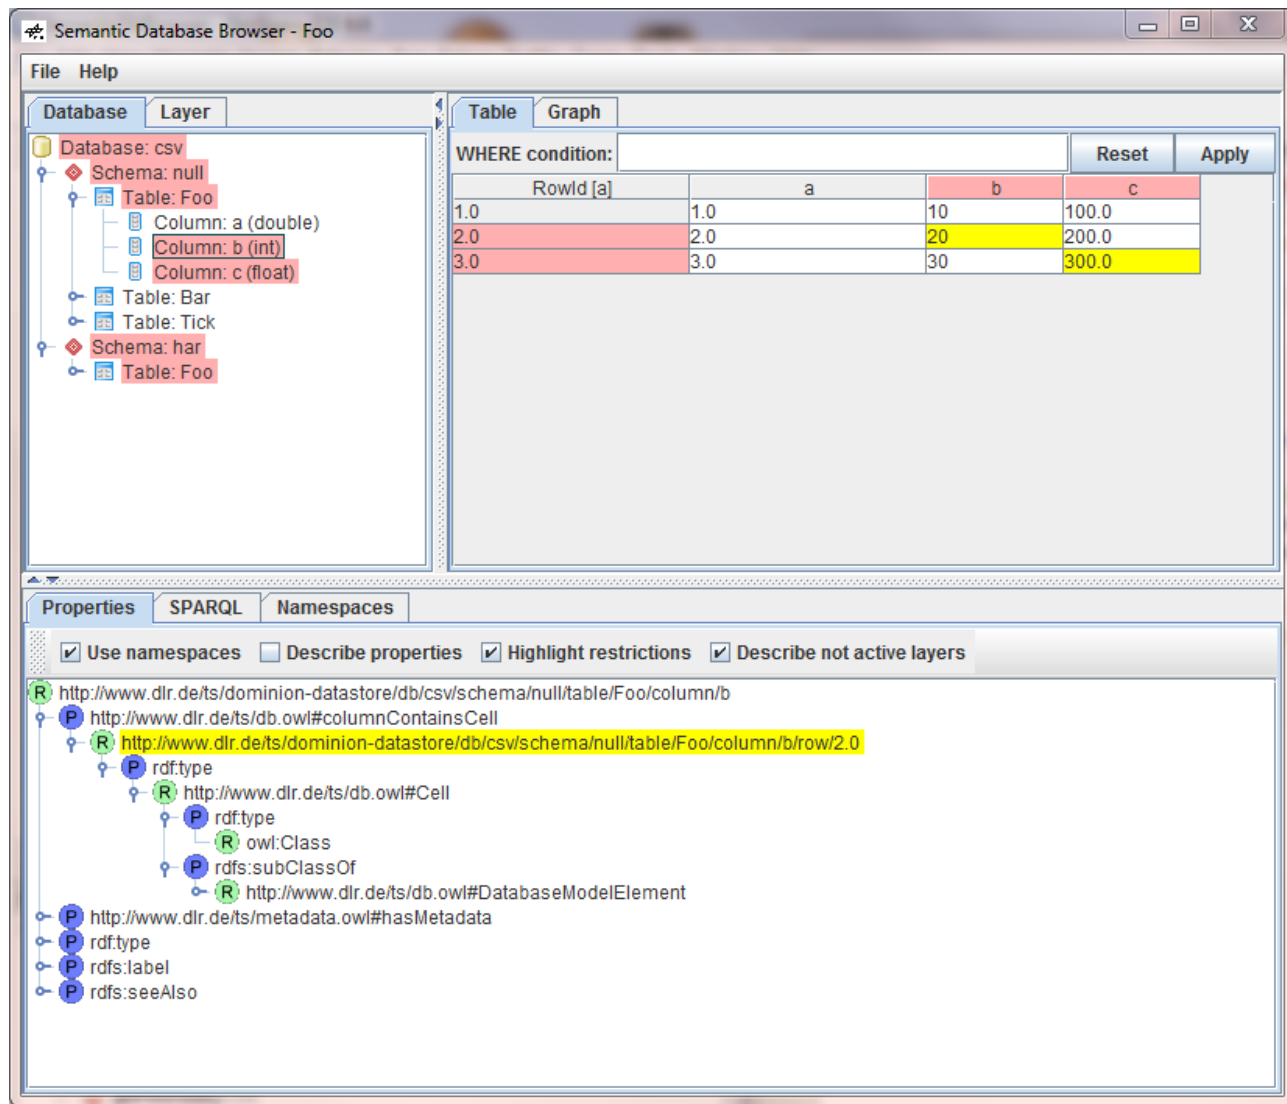 Semantic Database Browser - Foo
File Help
Database Layer
Database: csv
Schema: null
Table: Foo
Column: a (double)
Column: b (int)
Column: c (float)
Table: Bar
Table: Tick
Schema: har
Table: Foo
Table Graph
WHERE condition: Reset Apply
RowId [a] a b c
1.0 1.0 10 100.0
2.0 2.0 20 200.0
3.0 3.0 30 300.0
Properties SPARQL Namespaces
Use namespaces Describe properties Highlight restrictions Describe not active layers
R http://www.dlr.de/ts/dominion-datastore/db/csv/schema/null/table/Foo/column/b
P http://www.dlr.de/ts/db.owl#columnContainsCell
R http://www.dlr.de/ts/dominion-datastore/db/csv/schema/null/table/Foo/column/b/row/2.0
P rdf:type
R http://www.dlr.de/ts/db.owl#Cell
P rdf:type
R owl:Class
P rdfs:subClassOf
R http://www.dlr.de/ts/db.owl#DatabaseModelElement
P http://www.dlr.de/ts/metadata.owl#hasMetadata
P rdf:type
P rdfs:label
P rdfs:seeAlso